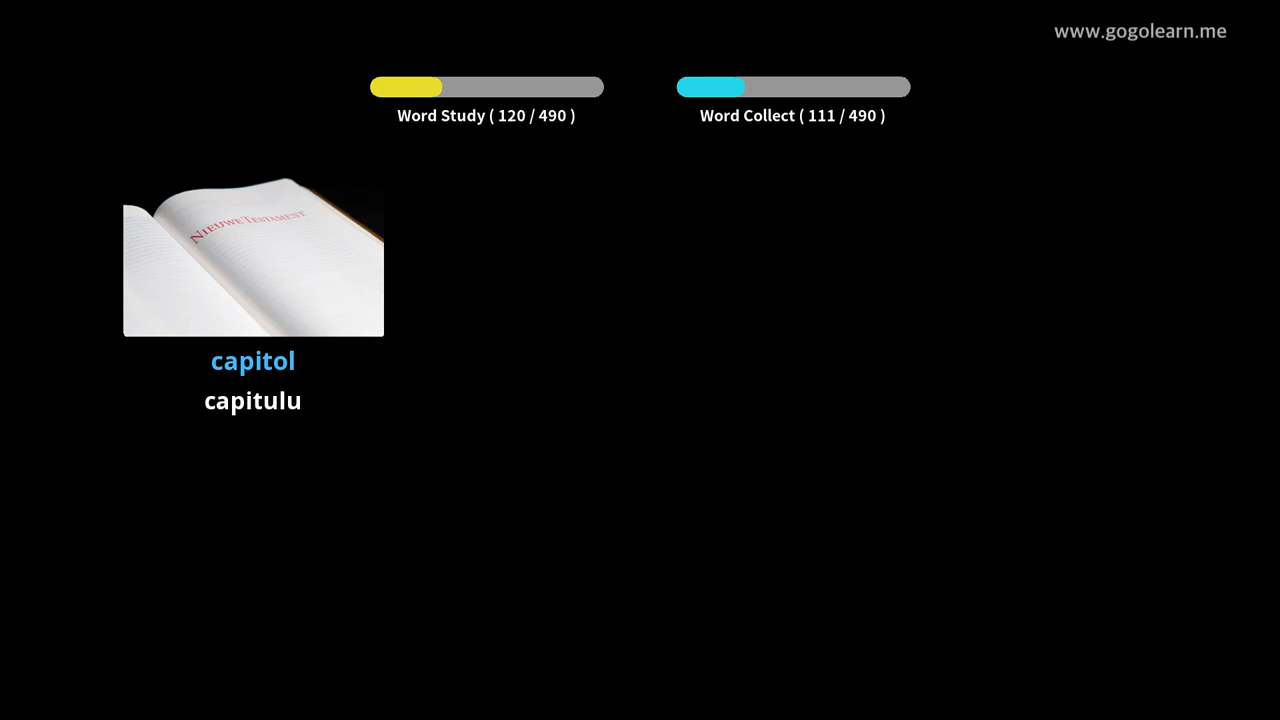 www.gogolearn.me
Word Study ( 120 / 490 )
Word Collect ( 111 / 490 )
NIEUWE TESTAMENT
capitol
capitulu